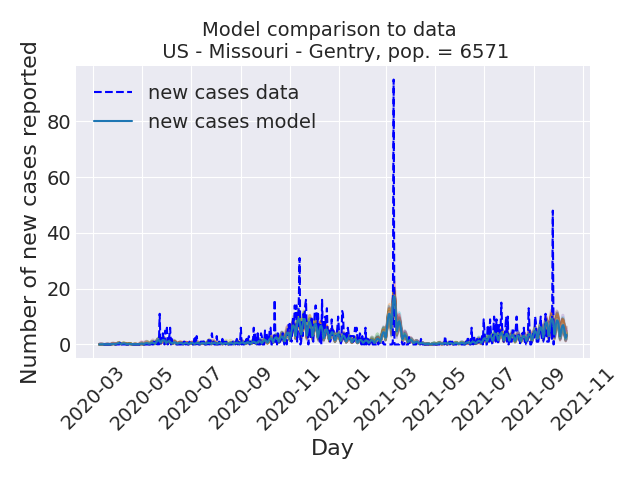 Model comparison to data
US - Missouri - Gentry, pop. = 6571
Number of new cases reported
new cases data
new cases model
80
60
40
20
0
2020-03
2020-05
2020-07
2020-09
2020-11
2021-01
2021-03
2021-05
2021-07
2021-09
2021-11
Day